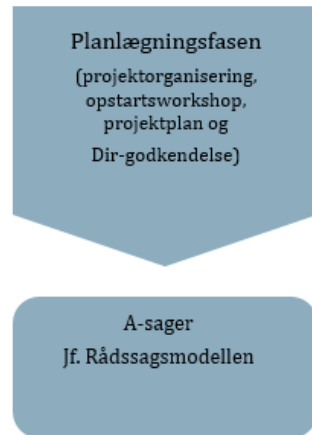 Planlægningsfasen
(projektorganisering,
opstartsworkshop,
projektplan og
Dir-godkendelse)
A-sager
Jf. Rådssagsmodellen